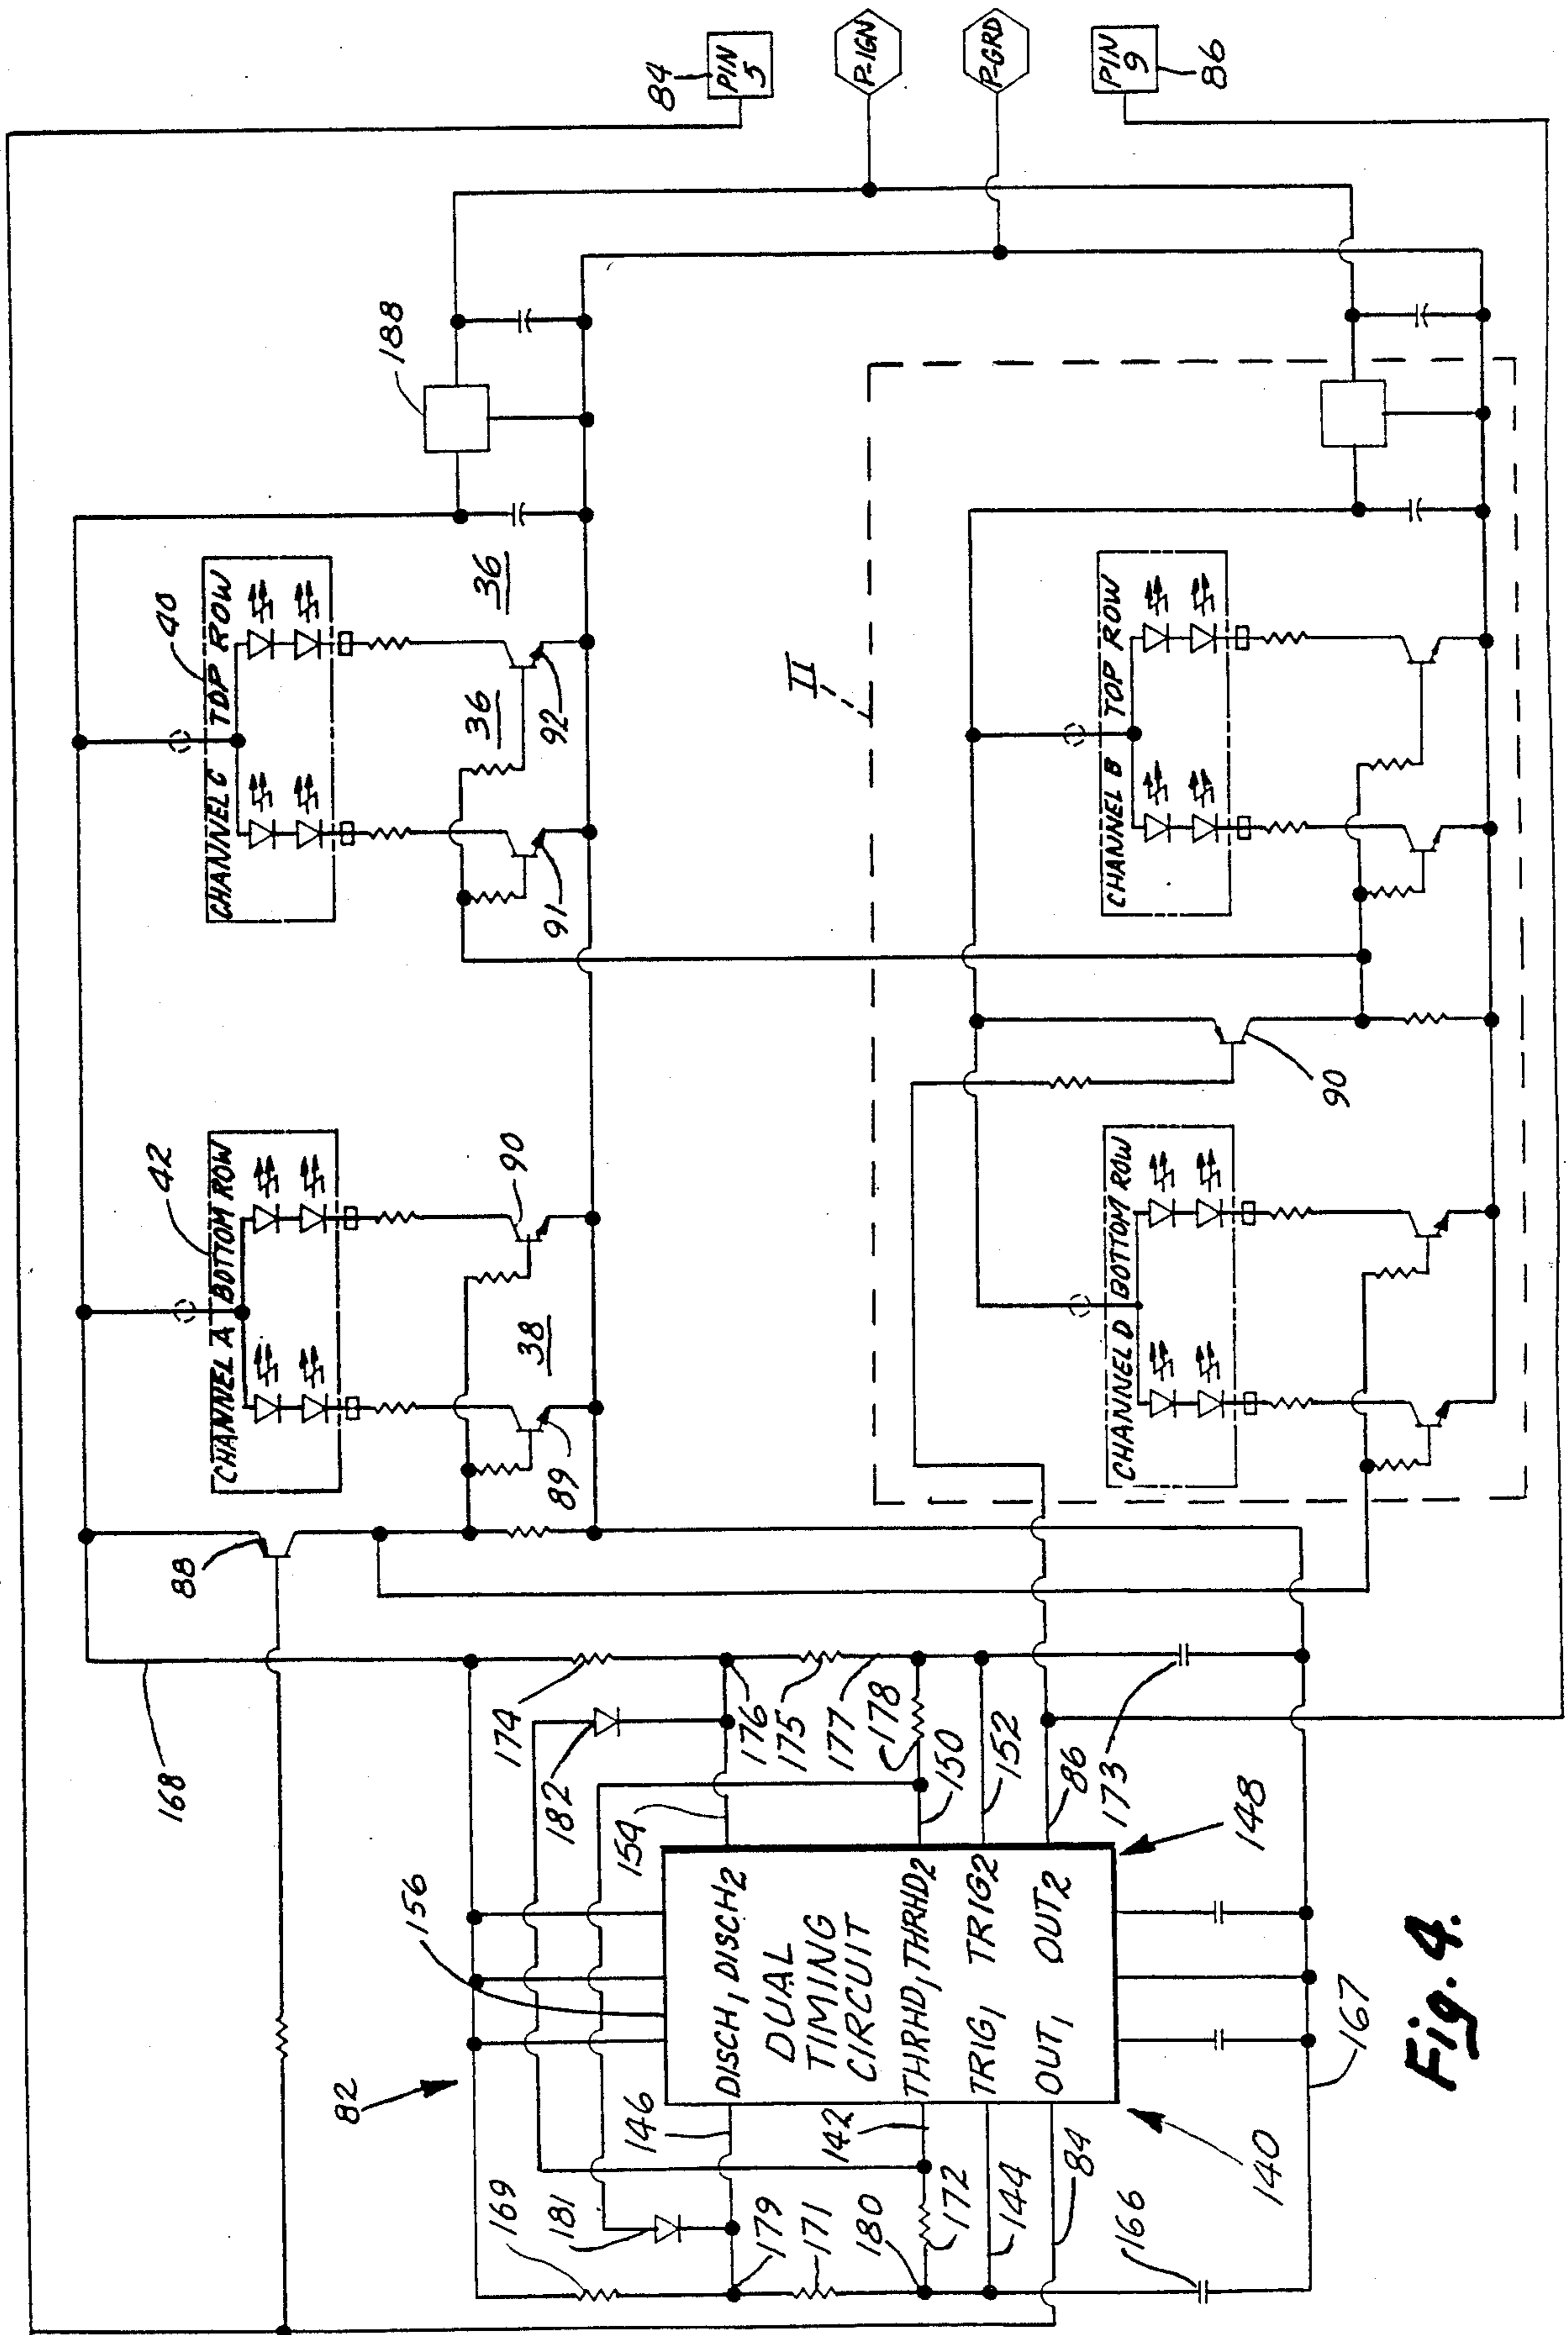 84
PIN 5
P-IGN
P-GRD
PIN 9
86
188
40
CHANNEL C TOP ROW
36
36
91
92
42
CHANNEL A BOTTOM ROW
90
38
89
88
II
CHANNEL B TOP ROW
90
CHANNEL D BOTTOM ROW
168
174
182
176
175
177
178
150
152
86
173
154
156
148
82
DISCH1 DISCH2
DUAL
TIMING
CIRCUIT
THRHD1 THRHD2
TRIG1 TRIG2
OUT1 OUT2
146
142
169
181
179
171
180
172
144
84
166
140
167
Fig. 4.